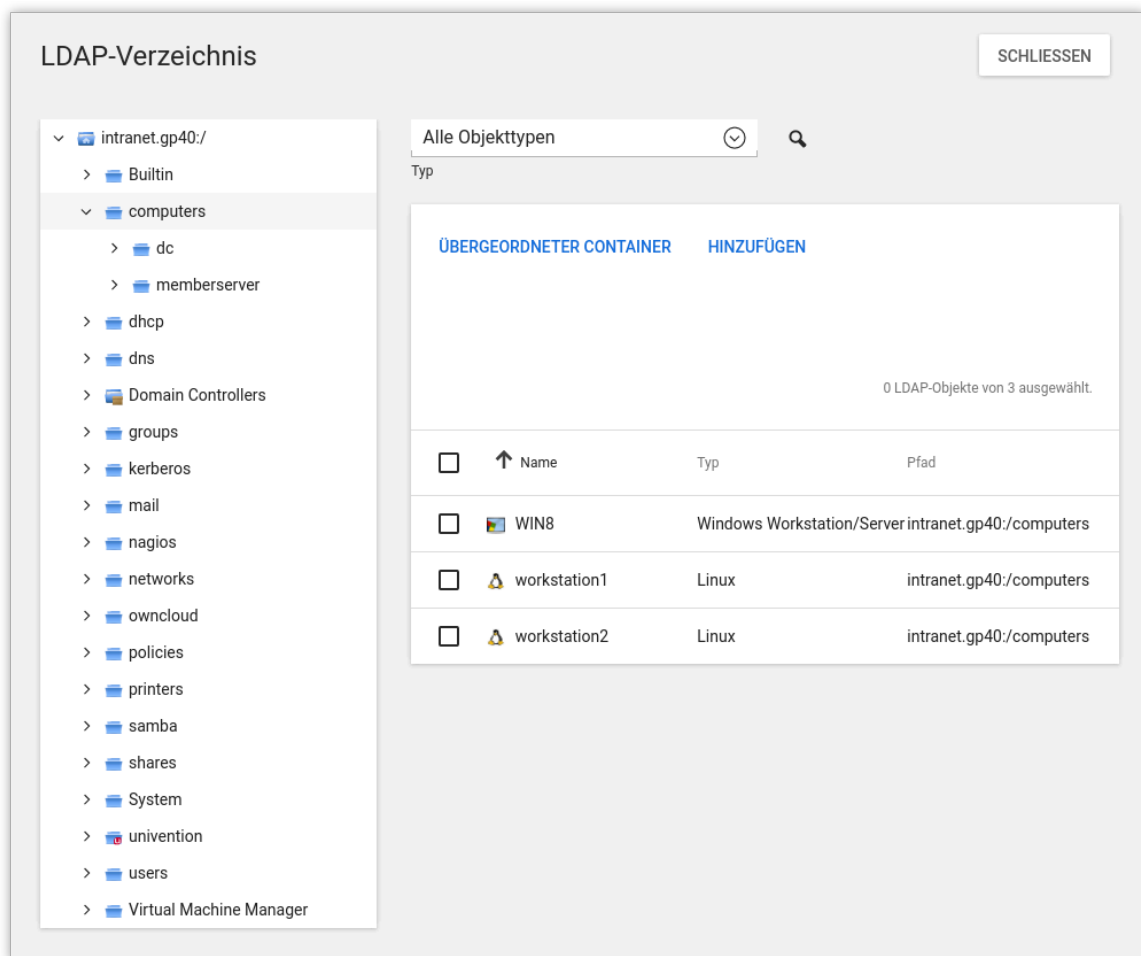 LDAP-Verzeichnis
SCHLIESSEN
intranet.gp40:/
Builtin
computers
dc
memberserver
dhcp
dns
Domain Controllers
groups
kerberos
mail
nagios
networks
owncloud
policies
printers
samba
shares
System
univention
users
Virtual Machine Manager
Alle Objekttypen
Typ
ÜBERGEORDNETER CONTAINER HINZUFÜGEN
0 LDAP-Objekte von 3 ausgewählt.
Name Typ Pfad
WIN8 Windows Workstation/Server intranet.gp40:/computers
workstation1 Linux intranet.gp40:/computers
workstation2 Linux intranet.gp40:/computers